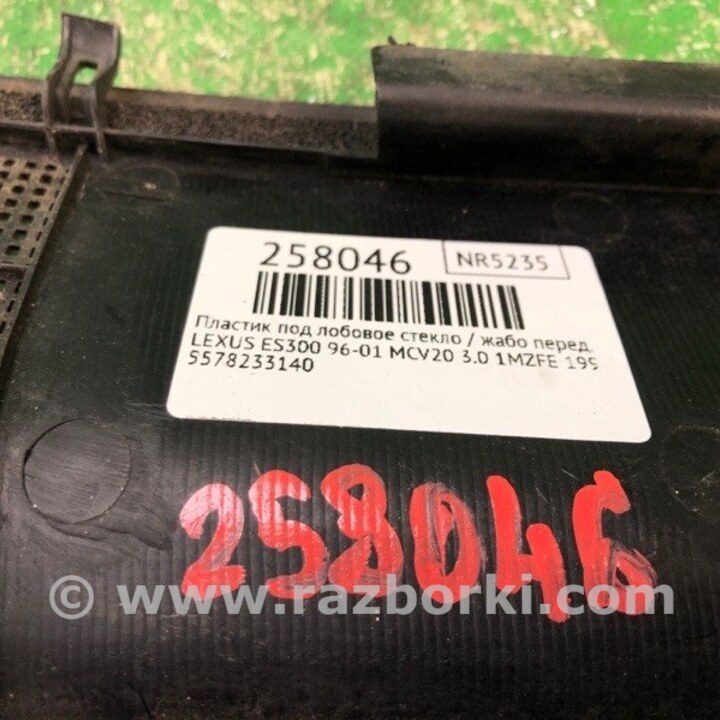 258046
NR5235
Пластик под лобовое стекло / жабо перед.
LEXUS ES300 96-01 MCV20 3.0 1MZFE 199
5578233140
258046
© www.razborki.com